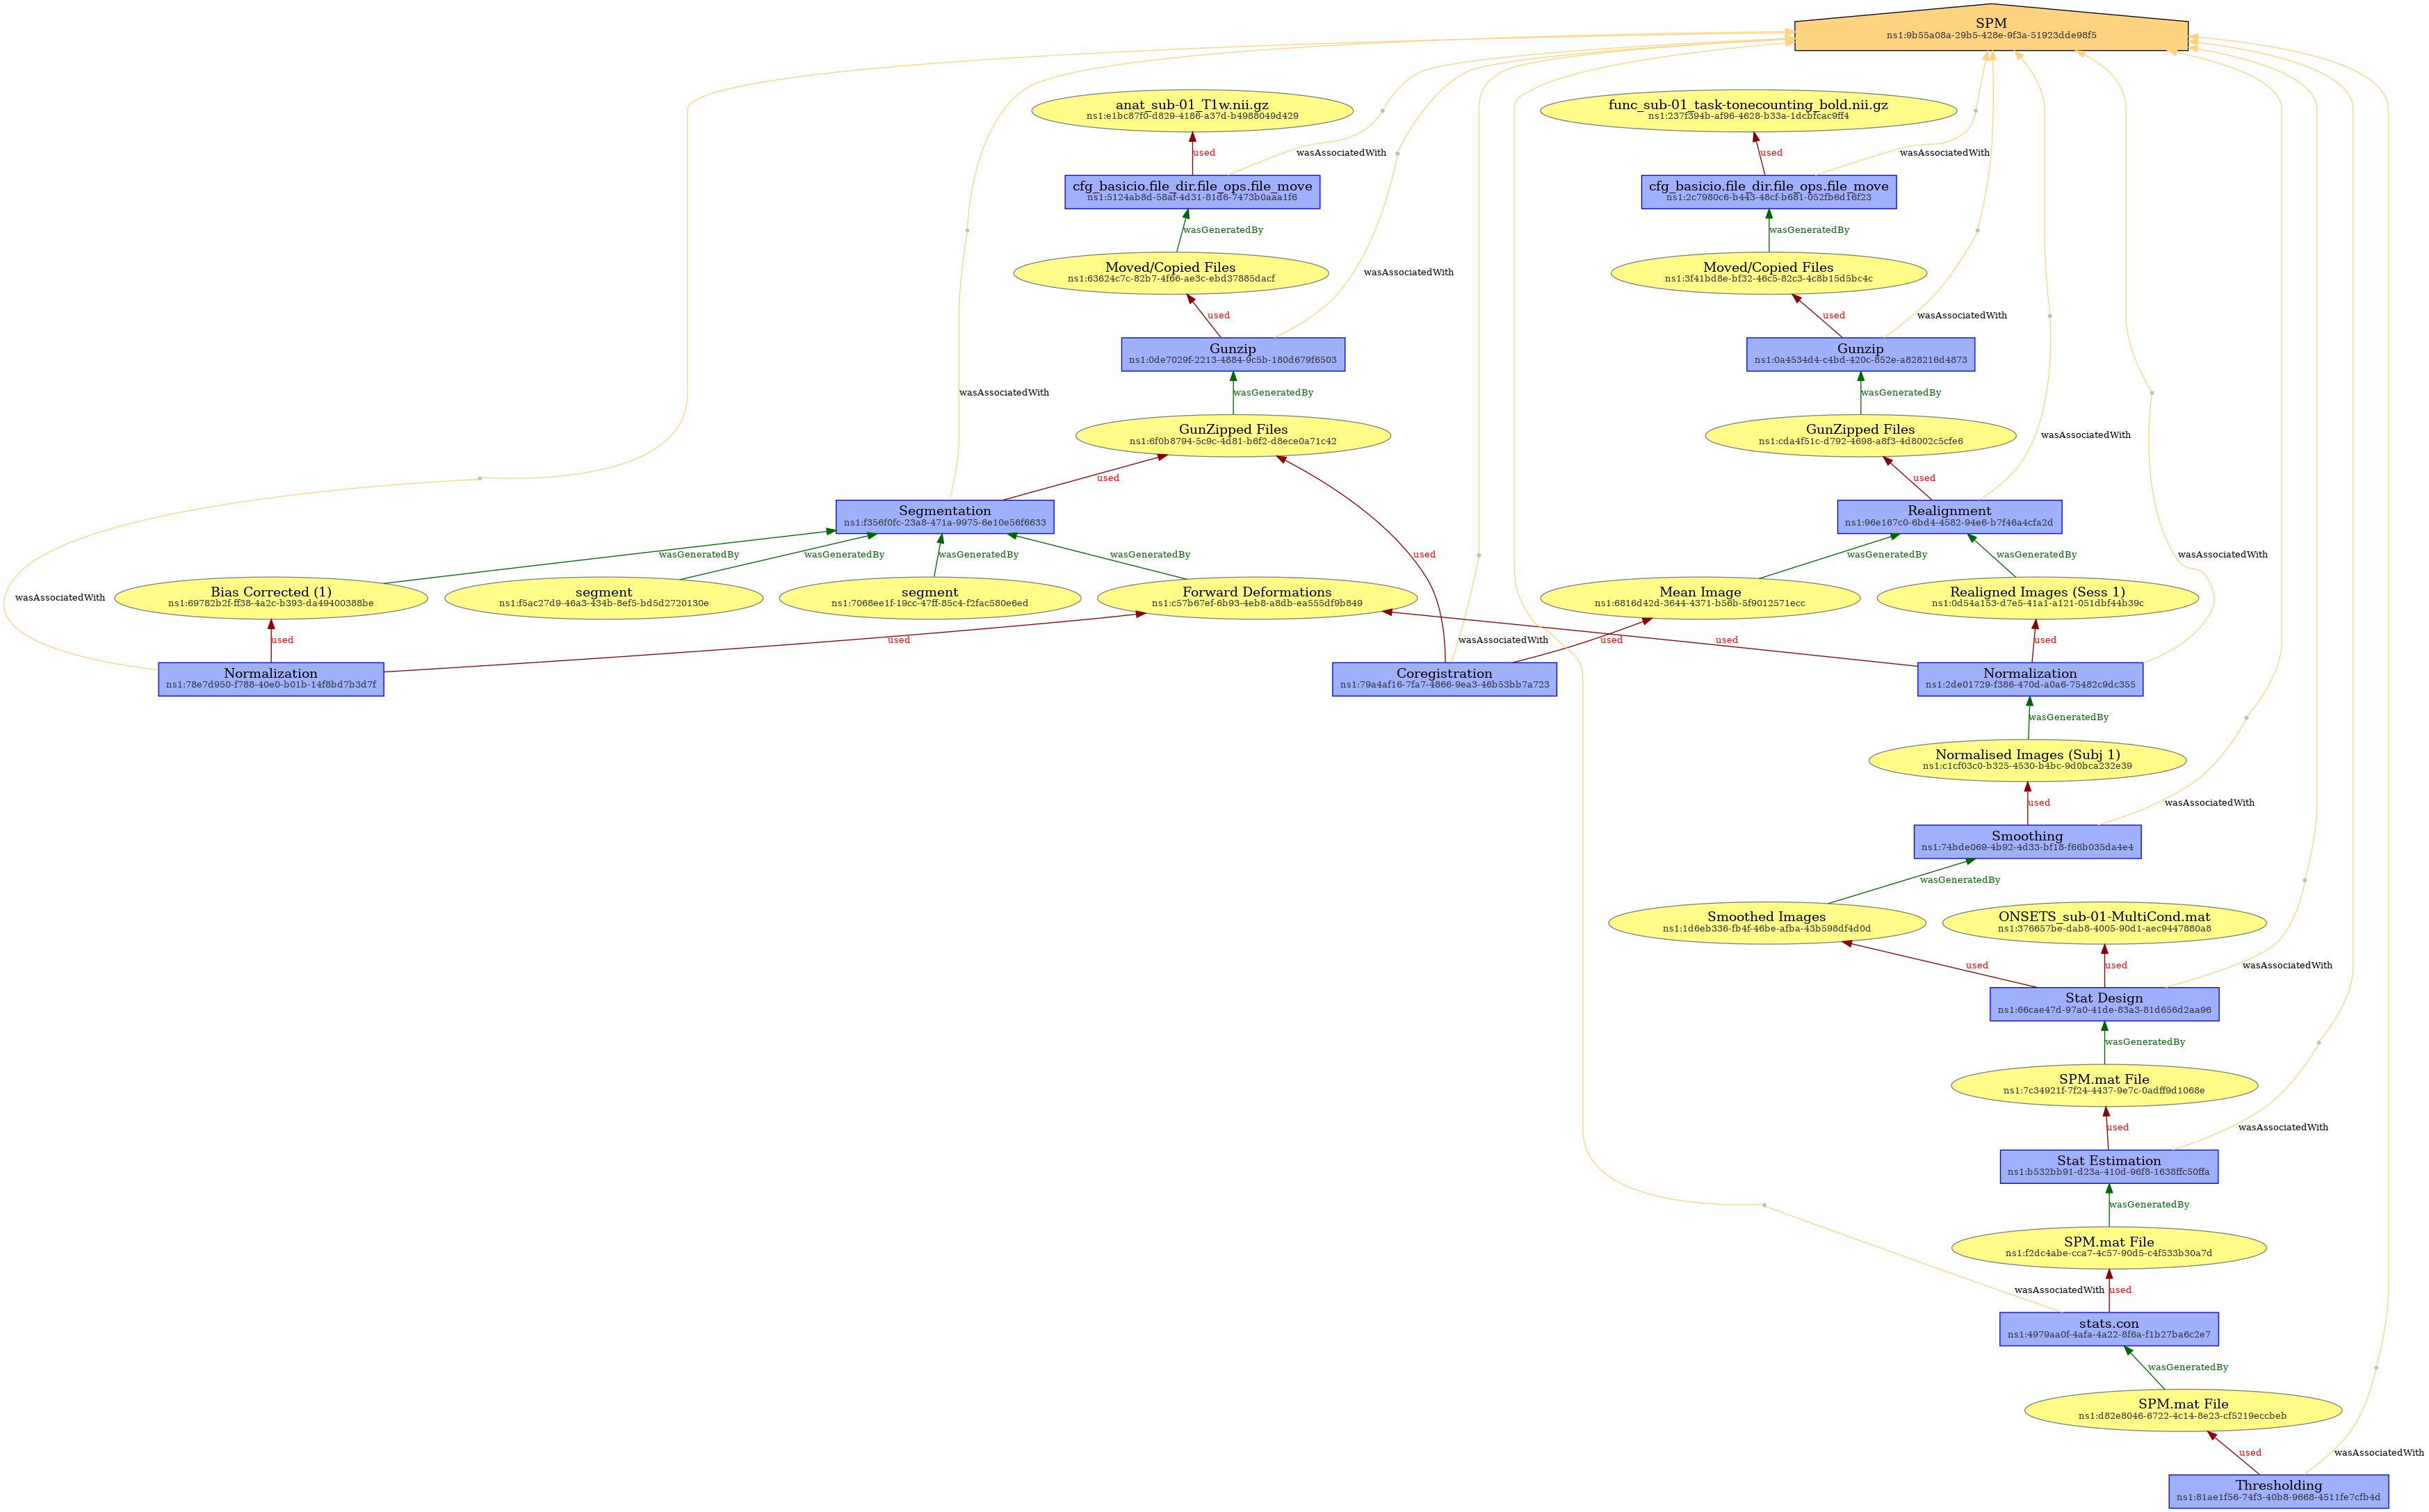 SPM
ns1:9b55a08a-29b5-428e-9f3a-51923dde98f5
anat_sub-01_T1w.nii.gz
ns1:e1bc87f0-d829-4186-a37d-b4988049d429
func_sub-01_task-tonecounting_bold.nii.gz
ns1:237f394b-af96-4628-b33a-1dcbfcac9ff4
used
wasAssociatedWith
used
wasAssociatedWith
cfg_basicio.file_dir.file_ops.file_move
ns1:5124ab8d-58af-4d31-81d6-7473b0aaa1f6
cfg_basicio.file_dir.file_ops.file_move
ns1:2c7980c6-b443-48cf-b681-052fb6d16f23
wasGeneratedBy
wasGeneratedBy
Moved/Copied Files
ns1:63624c7c-82b7-4f66-ae3c-ebd37885dacf
wasAssociatedWith
Moved/Copied Files
ns1:3f41bd8e-bf32-46c5-82c3-4c8b15d5bc4c
used
used
wasAssociatedWith
Gunzip
ns1:0de7029f-2213-4884-9c5b-180d679f6503
Gunzip
ns1:0a4534d4-c4bd-420c-852e-a828216d4873
wasAssociatedWith
wasGeneratedBy
wasGeneratedBy
GunZipped Files
ns1:6f0b8794-5c9c-4d81-b6f2-d8ece0a71c42
GunZipped Files
ns1:cda4f51c-d792-4698-a8f3-4d8002c5cfe6
wasAssociatedWith
used
used
Segmentation
ns1:f356f0fc-23a8-471a-9975-6e10e56f6633
Realignment
ns1:96e167c0-6bd4-4582-94e6-b7f46a4cfa2d
wasGeneratedBy
wasGeneratedBy
wasGeneratedBy
wasGeneratedBy
used
wasGeneratedBy
wasGeneratedBy
wasAssociatedWith
wasAssociatedWith
Bias Corrected (1)
ns1:69782b2f-ff38-4a2c-b393-da49400388be
segment
ns1:f5ac27d9-46a3-434b-8ef5-bd5d2720130e
segment
ns1:7068ee1f-19cc-47ff-85c4-f2fac580e6ed
Forward Deformations
ns1:c57b67ef-6b93-4eb8-a8db-ea555df9b849
Mean Image
ns1:6816d42d-3644-4371-b56b-5f9012571ecc
Realigned Images (Sess 1)
ns1:0d54a153-d7e5-41a1-a121-051dbf44b39c
used
used
wasAssociatedWith
used
used
used
Normalization
ns1:78e7d950-f788-40e0-b01b-14f8bd7b3d7f
Coregistration
ns1:79a4af16-7fa7-4866-9ea3-46b53bb7a723
Normalization
ns1:2de01729-f386-470d-a0a6-75482c9dc355
wasGeneratedBy
Normalised Images (Subj 1)
ns1:c1cf03c0-b325-4530-b4bc-9d0bca232e39
used
wasAssociatedWith
Smoothing
ns1:74bde069-4b92-4d33-bf18-f66b035da4e4
wasGeneratedBy
Smoothed Images
ns1:1d6eb336-fb4f-46be-afba-43b598df4d0d
ONSETS_sub-01-MultiCond.mat
ns1:376657be-dab8-4005-90d1-aec9447880a8
used
used
wasAssociatedWith
Stat Design
ns1:66cae47d-97a0-41de-83a3-81d656d2aa96
wasGeneratedBy
SPM.mat File
ns1:7c34921f-7f24-4437-9e7c-0adff9d1068e
used
wasAssociatedWith
Stat Estimation
ns1:b532bb91-d23a-410d-96f8-1638ffc50ffa
wasGeneratedBy
SPM.mat File
ns1:f2dc4abe-cca7-4c57-90d5-c4f533b30a7d
wasAssociatedWith
used
stats.con
ns1:4979aa0f-4afa-4a22-8f6a-f1b27ba6c2e7
wasGeneratedBy
SPM.mat File
ns1:d82e8046-6722-4c14-8e23-cf5219eccbeb
used
wasAssociatedWith
Thresholding
ns1:81ae1f56-74f3-40b8-9668-4511fe7cfb4d